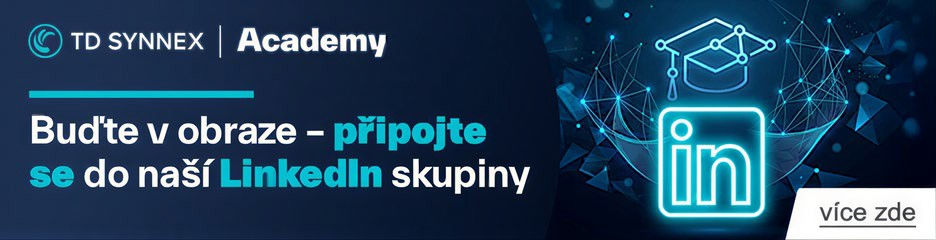 TD SYNNEX | Academy
Buďte v obraze – připojte
se do naší LinkedIn skupiny
in
více zde